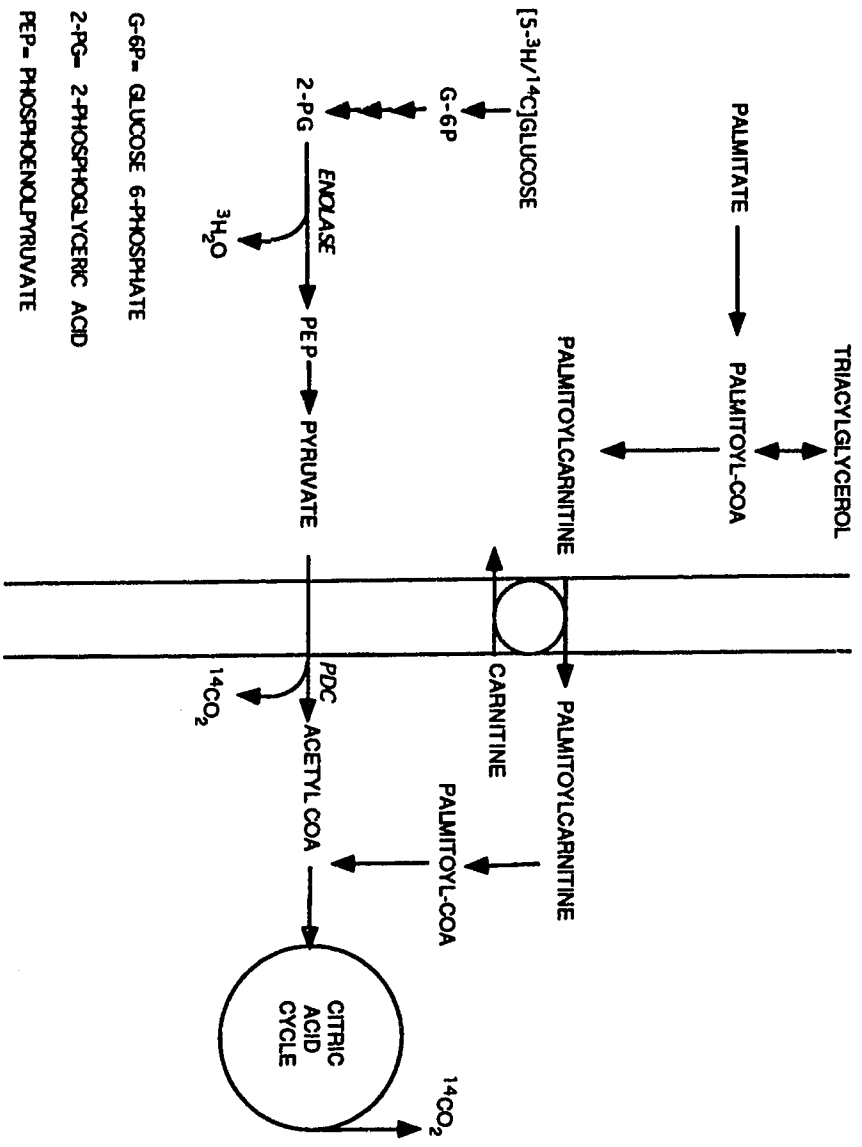 TRIACYLGLYCEROL
PALMITATE
PALMITOYL-COA
PALMITOYLCARNITINE
PALMITOYLCARNITINE
CARNITINE
PALMITOYL-COA
[5-³H/¹⁴C]GLUCOSE
G-6P
2-PG
ENOLASE
³H₂O
PEP
PYRUVATE
PDC
¹⁴CO₂
ACETYL COA
CITRIC
ACID
CYCLE
¹⁴CO₂
G-6P= GLUCOSE 6-PHOSPHATE
2-PG= 2-PHOSPHOGLYCERIC ACID
PEP= PHOSPHOENOLPYRUVATE